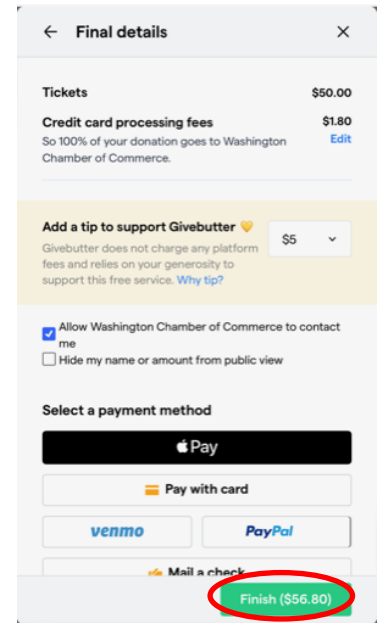 ← Final details ×
Tickets $50.00
Credit card processing fees $1.80
So 100% of your donation goes to Washington Edit
Chamber of Commerce.
Add a tip to support Givebutter 💛
Givebutter does not charge any platform $5
fees and relies on your generosity to
support this free service. Why tip?
Allow Washington Chamber of Commerce to contact
me
Hide my name or amount from public view
Select a payment method
Pay
Pay with card
venmo PayPal
Mail a check
Finish ($56.80)